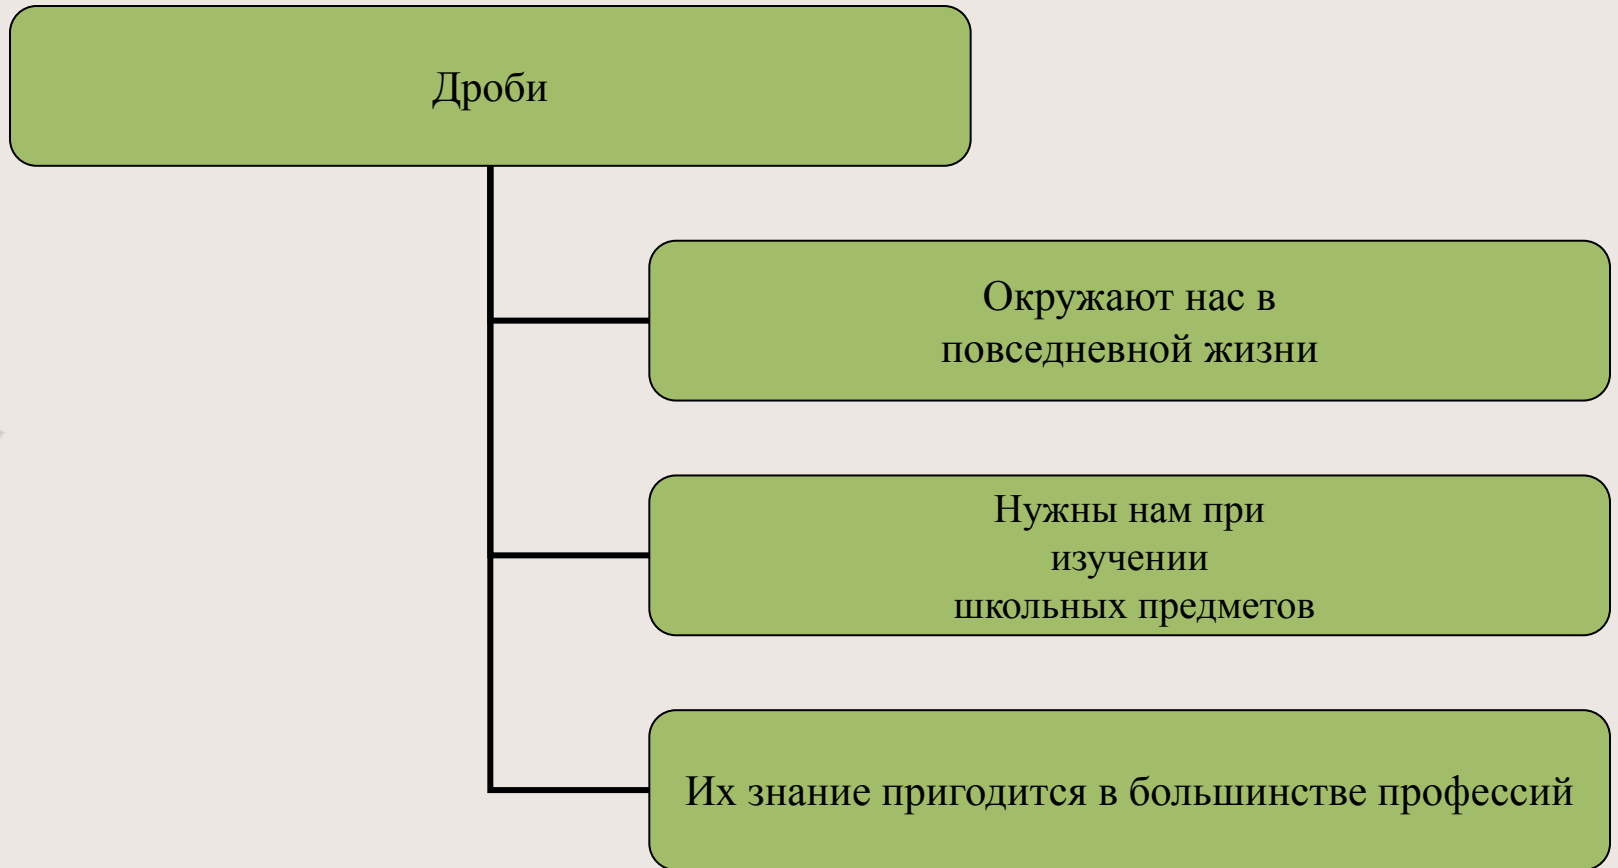 Дроби
Окружают нас в
повседневной жизни
Нужны нам при
изучении
школьных предметов
Их знание пригодится в большинстве профессий